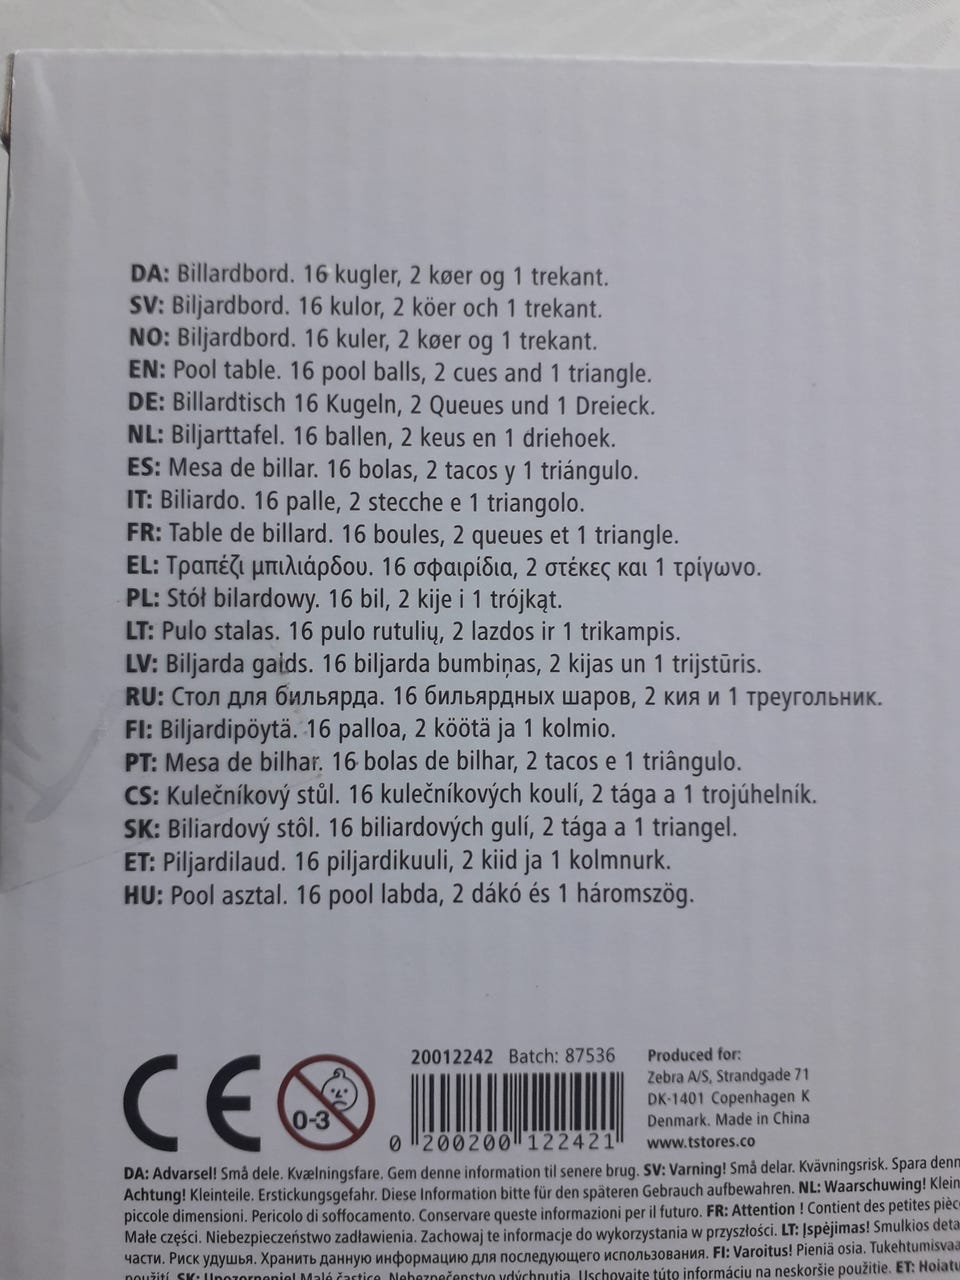 DA: Billardbord. 16 kugler, 2 køer og 1 trekant.
SV: Biljardbord. 16 kulor, 2 köer och 1 trekant.
NO: Biljardbord. 16 kuler, 2 køer og 1 trekant.
EN: Pool table. 16 pool balls, 2 cues and 1 triangle.
DE: Billardtisch 16 Kugeln, 2 Queues und 1 Dreieck.
NL: Biljarttafel. 16 ballen, 2 keus en 1 driehoek.
ES: Mesa de billar. 16 bolas, 2 tacos y 1 triángulo.
IT: Biliardo. 16 palle, 2 stecche e 1 triangolo.
FR: Table de billard. 16 boules, 2 queues et 1 triangle.
EL: Τραπέζι μπιλιάρδου. 16 σφαιρίδια, 2 στέκες και 1 τρίγωνο.
PL: Stół bilardowy. 16 bil, 2 kije i 1 trójkąt.
LT: Pulo stalas. 16 pulo rutulių, 2 lazdos ir 1 trikampis.
LV: Biljarda galds. 16 biljarda bumbiņas, 2 kijas un 1 trijstūris.
RU: Стол для бильярда. 16 бильярдных шаров, 2 кия и 1 треугольник.
FI: Biljardipöytä. 16 palloa, 2 köötä ja 1 kolmio.
PT: Mesa de bilhar. 16 bolas de bilhar, 2 tacos e 1 triângulo.
CS: Kulečníkový stůl. 16 kulečníkových koulí, 2 tága a 1 trojúhelník.
SK: Biliardový stôl. 16 biliardových gulí, 2 tága a 1 triangel.
ET: Piljardilaud. 16 piljardikuuli, 2 kiid ja 1 kolmnurk.
HU: Pool asztal. 16 pool labda, 2 dákó és 1 háromszög.
CE
0-3
20012242 Batch: 87536
0 200200 122421
Produced for:
Zebra A/S, Strandgade 71
DK-1401 Copenhagen K
Denmark. Made in China
www.tstores.co
DA: Advarsel! Små dele. Kvælningsfare. Gem denne information til senere brug. SV: Varning! Små delar. Kvävningsrisk. Spara denn
Achtung! Kleinteile. Erstickungsgefahr. Diese Information bitte für den späteren Gebrauch aufbewahren. NL: Waarschuwing! Klein
piccole dimensioni. Pericolo di soffocamento. Conservare queste informazioni per il futuro. FR: Attention ! Contient des petites pièc
Małe części. Niebezpieczeństwo zadławienia. Zachowaj te informacje do wykorzystania w przyszłości. LT: Įspėjimas! Smulkios deta
части. Риск удушья. Хранить данную информацию для последующего использования. FI: Varoitus! Pieniä osia. Tukehtumisvaa
použití. SK: Upozornenie! Malé častice. Nebezpečenstvo vdýchnutia. Uschovajte túto informáciu na neskoršie použitie. ET: Hoiatu